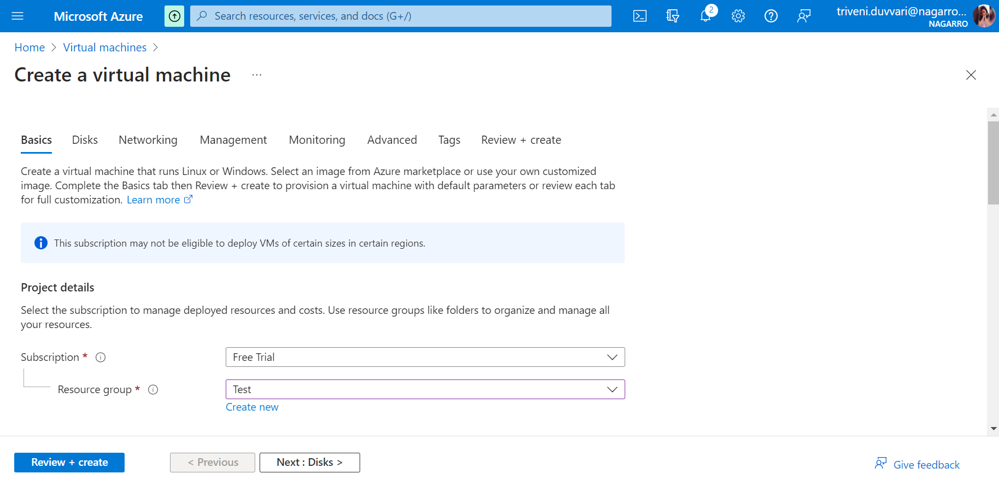 Microsoft Azure
Search resources, services, and docs (G+/)
2
triveni.duvvari@nagarro...
NAGARRO
Home > Virtual machines >
Create a virtual machine ...
Basics Disks Networking Management Monitoring Advanced Tags Review + create
Create a virtual machine that runs Linux or Windows. Select an image from Azure marketplace or use your own customized
image. Complete the Basics tab then Review + create to provision a virtual machine with default parameters or review each tab
for full customization. Learn more
This subscription may not be eligible to deploy VMs of certain sizes in certain regions.
Project details
Select the subscription to manage deployed resources and costs. Use resource groups like folders to organize and manage all
your resources.
Subscription * Free Trial
Resource group * Test
Create new
Review + create < Previous Next : Disks > Give feedback